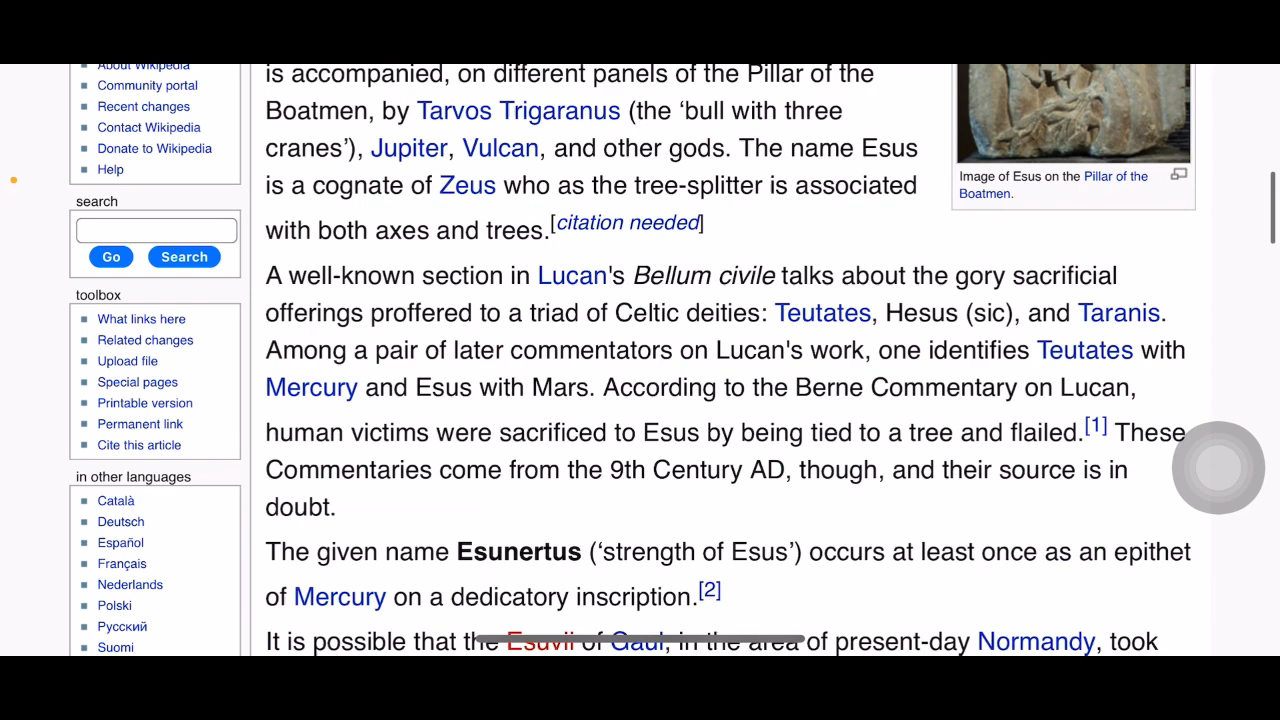 About Wikipedia
Community portal
Recent changes
Contact Wikipedia
Donate to Wikipedia
Help
search
Go Search
toolbox
What links here
Related changes
Upload file
Special pages
Printable version
Permanent link
Cite this article
in other languages
Català
Deutsch
Español
Français
Nederlands
Polski
Русский
Suomi
is accompanied, on different panels of the Pillar of the
Boatmen, by Tarvos Trigaranus (the ‘bull with three
cranes’), Jupiter, Vulcan, and other gods. The name Esus
is a cognate of Zeus who as the tree-splitter is associated
with both axes and trees.[citation needed]
Image of Esus on the Pillar of the
Boatmen.
A well-known section in Lucan's Bellum civile talks about the gory sacrificial
offerings proffered to a triad of Celtic deities: Teutates, Hesus (sic), and Taranis.
Among a pair of later commentators on Lucan's work, one identifies Teutates with
Mercury and Esus with Mars. According to the Berne Commentary on Lucan,
human victims were sacrificed to Esus by being tied to a tree and flailed.[1] These
Commentaries come from the 9th Century AD, though, and their source is in
doubt.
The given name Esunertus (‘strength of Esus’) occurs at least once as an epithet
of Mercury on a dedicatory inscription.[2]
It is possible that the Esuvii of Gaul, in the area of present-day Normandy, took